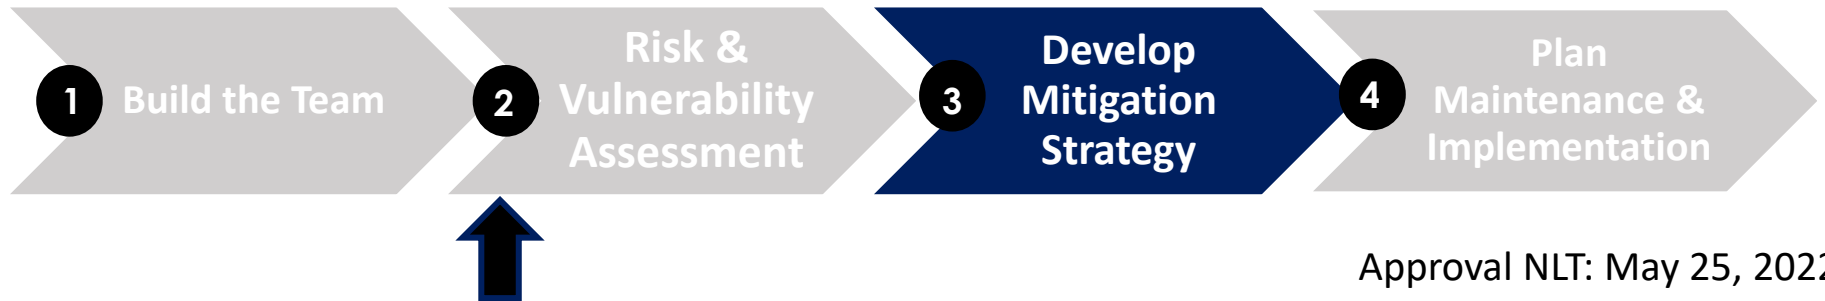 1
Build the Team
2
Risk &
Vulnerability
Assessment
3
Develop
Mitigation
Strategy
4
Plan
Maintenance &
Implementation
Approval NLT: May 25, 2022